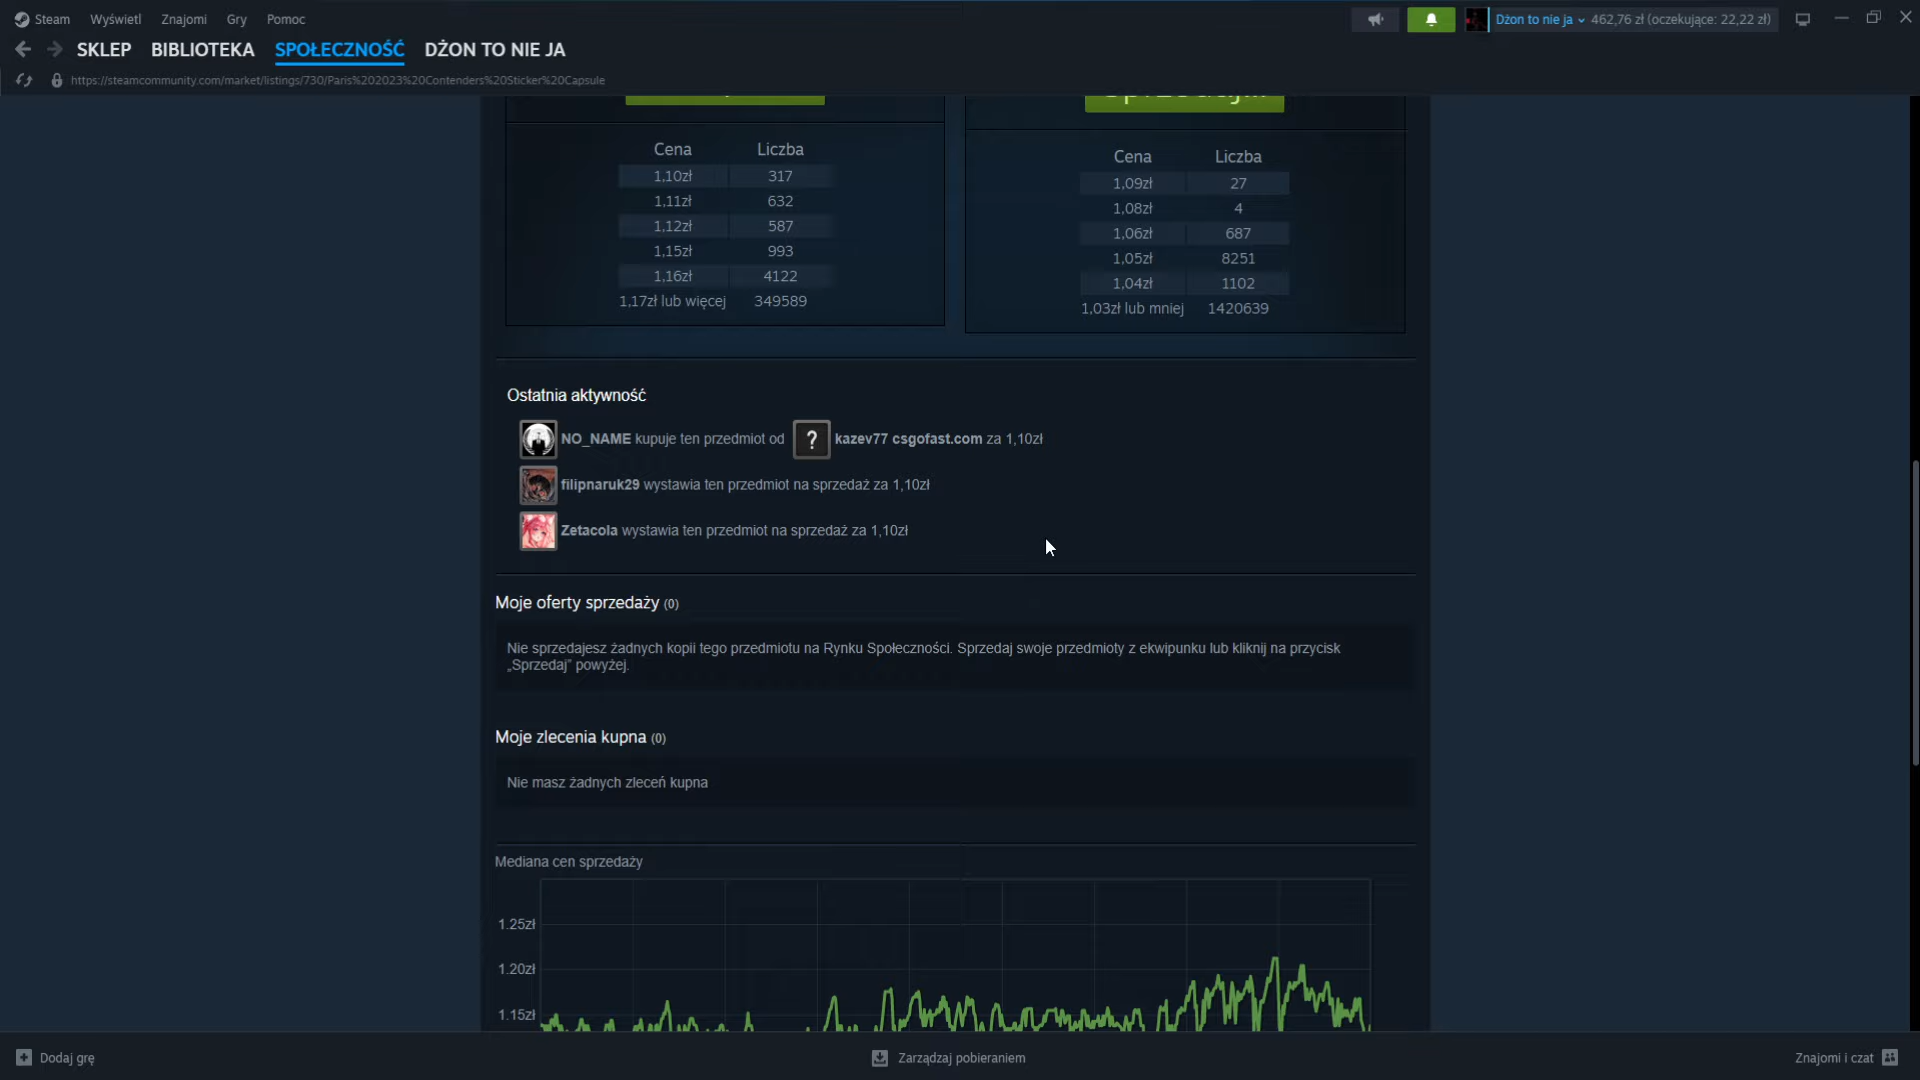 Steam Wyświetl Znajomi Gry Pomoc
Dżon to nie ja 462,76 zł (oczekujące: 22,22 zł)
SKLEP BIBLIOTEKA SPOŁECZNOŚĆ DŻON TO NIE JA
https://steamcommunity.com/market/listings/730/Paris%202023%20Contenders%20Sticker%20Capsule
Sprzedaj...
Cena Liczba
1,10zł 317
1,11zł 632
1,12zł 587
1,15zł 993
1,16zł 4122
1,17zł lub więcej 349589
Cena Liczba
1,09zł 27
1,08zł 4
1,06zł 687
1,05zł 8251
1,04zł 1102
1,03zł lub mniej 1420639
Ostatnia aktywność
NO_NAME kupuje ten przedmiot od ? kazev77 csgofast.com za 1,10zł
filipnaruk29 wystawia ten przedmiot na sprzedaż za 1,10zł
Zetacola wystawia ten przedmiot na sprzedaż za 1,10zł
Moje oferty sprzedaży (0)
Nie sprzedajesz żadnych kopii tego przedmiotu na Rynku Społeczności. Sprzedaj swoje przedmioty z ekwipunku lub kliknij na przycisk
„Sprzedaj” powyżej.
Moje zlecenia kupna (0)
Nie masz żadnych zleceń kupna
Mediana cen sprzedaży
1.25zł
1.20zł
1.15zł
Dodaj grę Zarządzaj pobieraniem Znajomi i czat